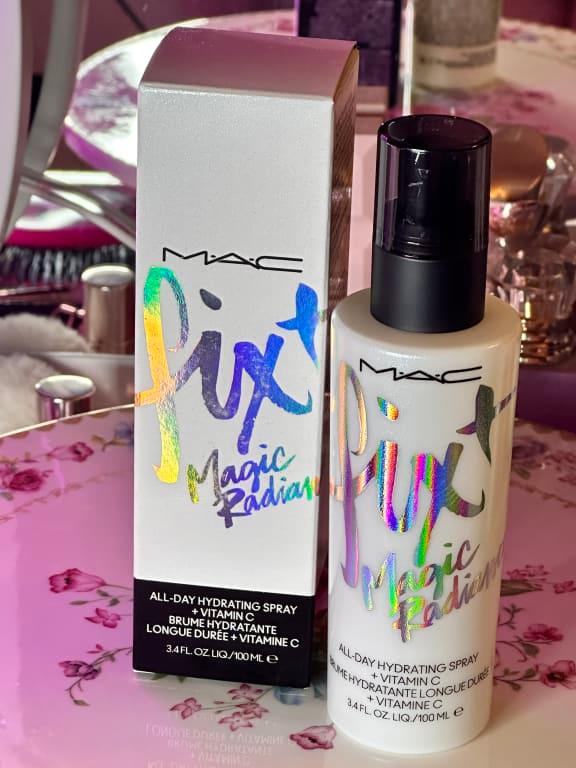 M·A·C
fix+
Magic
Radian
ALL-DAY HYDRATING SPRAY
+ VITAMIN C
BRUME HYDRATANTE
LONGUE DURÉE + VITAMINE C
3.4 FL. OZ. LIQ./100 ML ℮
M·A·C
fix+
Magic
Radian
ALL-DAY HYDRATING SPRAY
+ VITAMIN C
BRUME HYDRATANTE LONGUE DURÉE
+ VITAMINE C
3.4 FL. OZ. LIQ./100 ML ℮